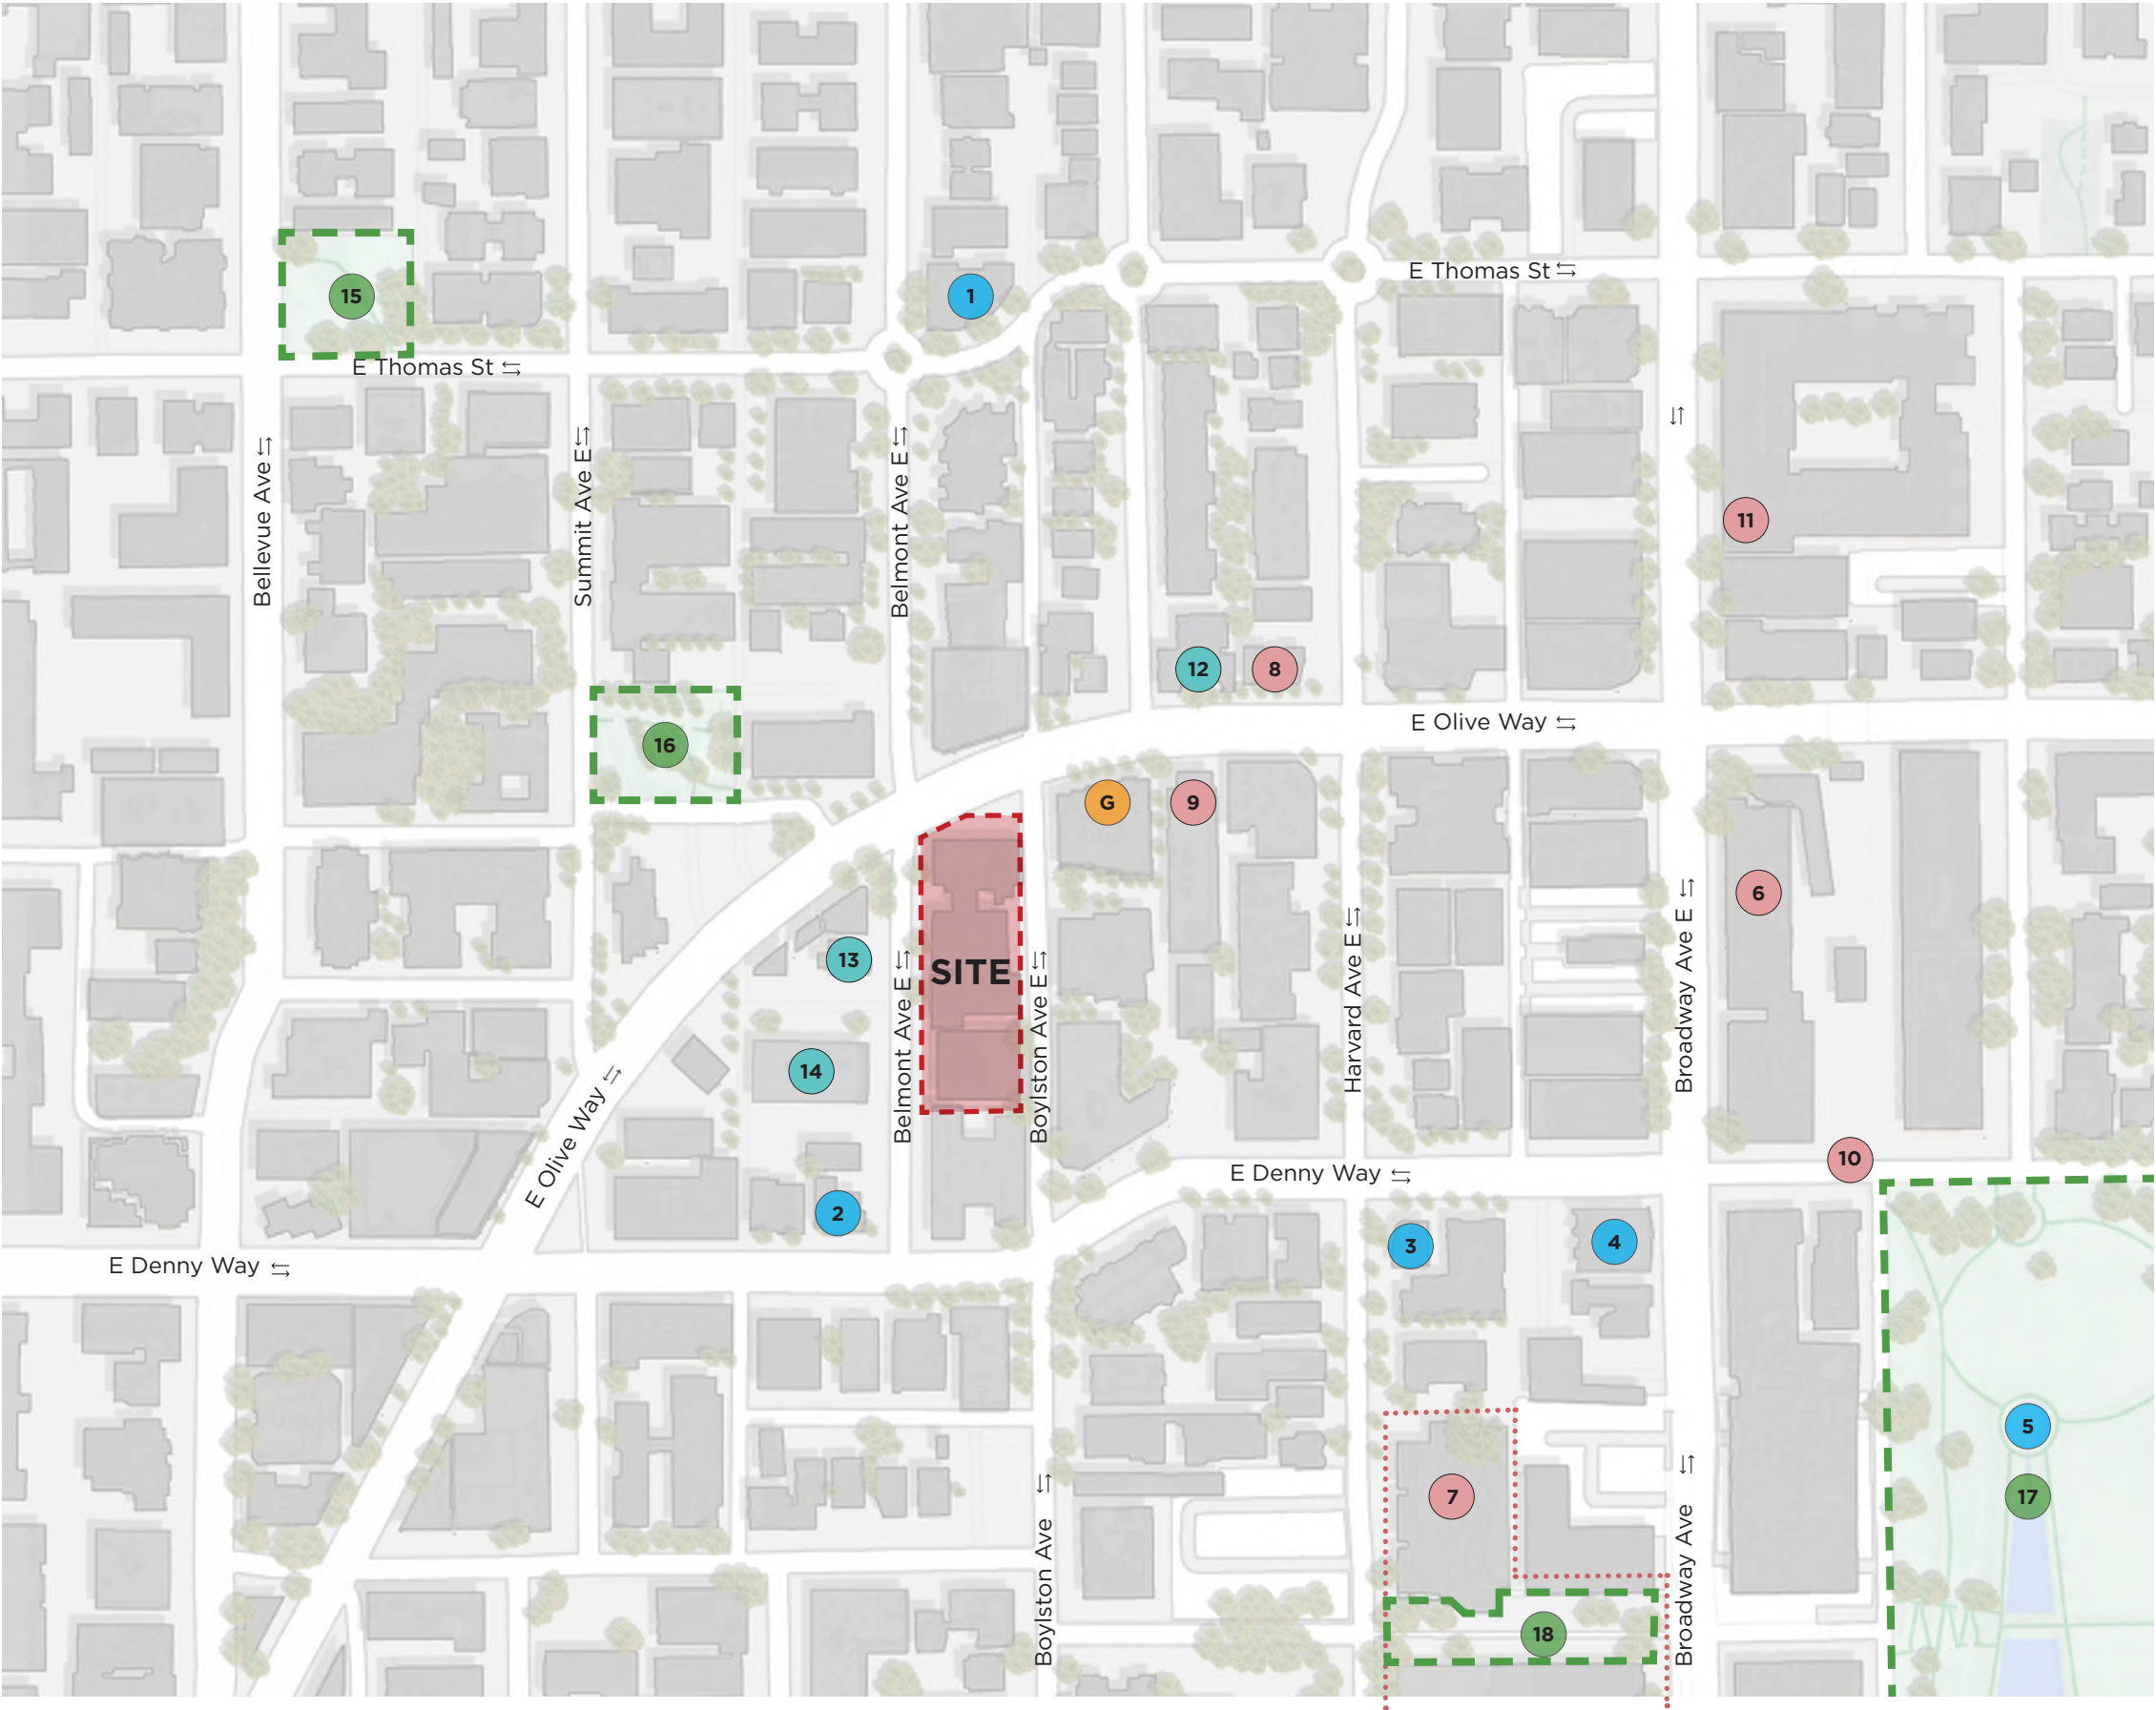 E Thomas St ⇆
15
1
E Thomas St ⇆
Bellevue Ave ⇆
Summit Ave E ⇆
Belmont Ave E ⇆
⇆
11
12
8
E Olive Way ⇆
16
G
9
6
13
SITE
Belmont Ave E ⇆
Boylston Ave E ⇆
Harvard Ave E ⇆
Broadway Ave E ⇆
14
E Olive Way ⇆
10
E Denny Way ⇆
2
3
4
E Denny Way ⇆
5
7
17
Boylston Ave ⇆
Broadway Ave ⇆
18